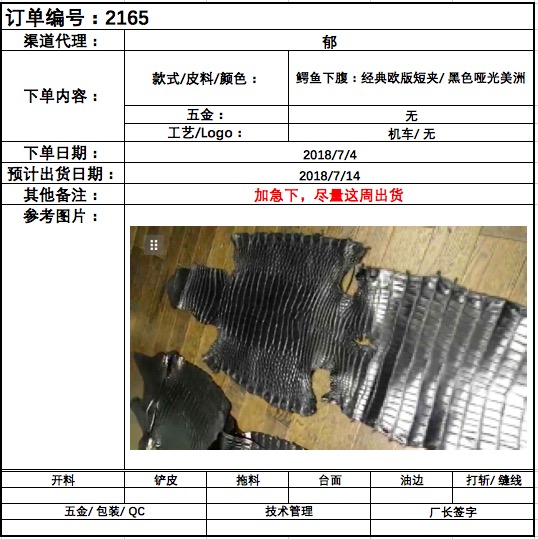 订单编号：2165
渠道代理： 郁
下单内容： 款式/皮料/颜色： 鳄鱼下腹：经典欧版短夹/ 黑色哑光美洲
五金： 无
工艺/Logo： 机车/ 无
下单日期： 2018/7/4
预计出货日期： 2018/7/14
其他备注： 加急下，尽量这周出货
参考图片：
开料 铲皮 拖料 台面 油边 打斩/ 缝线
五金/ 包装/ QC 技术管理 厂长签字